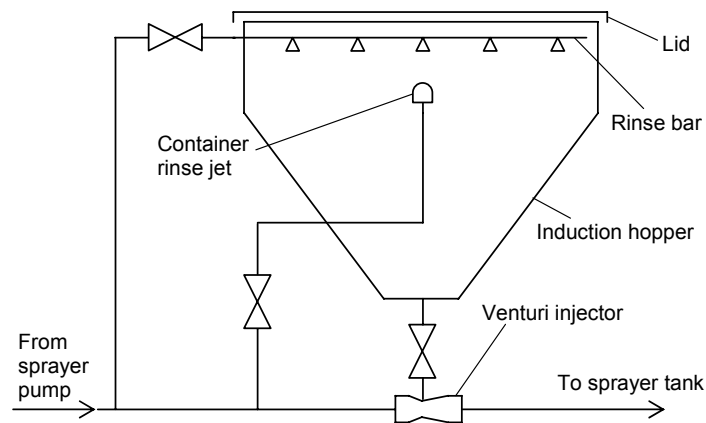 Lid
Rinse bar
Container
rinse jet
Induction hopper
Venturi injector
From
sprayer
pump
To sprayer tank